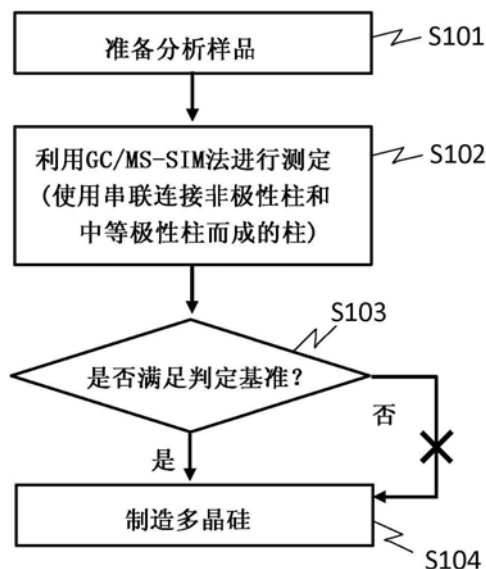 准备分析样品
S101
利用GC/MS-SIM法进行测定
(使用串联连接非极性柱和
中等极性柱而成的柱)
S102
S103
是否满足判定基准？
否
是
制造多晶硅
S104